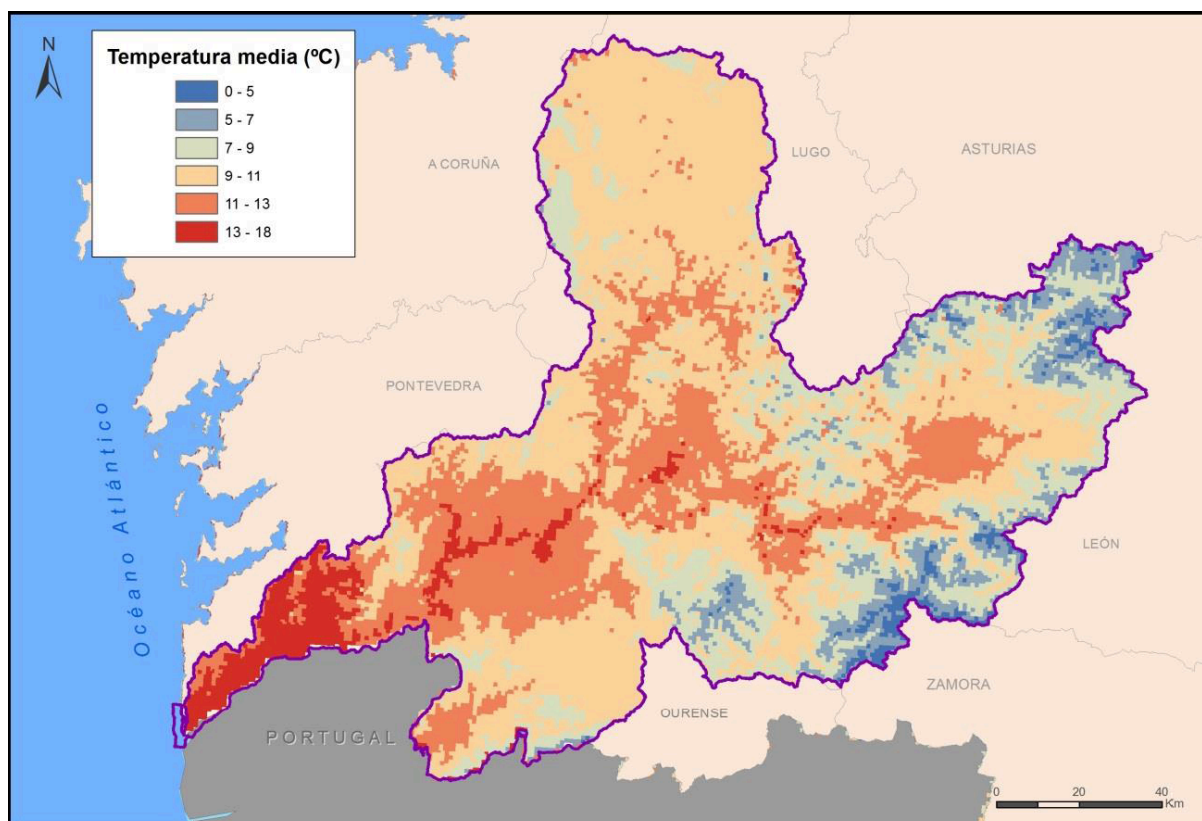 N
Temperatura media (ºC)
0 - 5
5 - 7
7 - 9
9 - 11
11 - 13
13 - 18
A CORUÑA
LUGO
ASTURIAS
PONTEVEDRA
Océano Atlántico
LEÓN
ZAMORA
OURENSE
PORTUGAL
0 20 40
Km